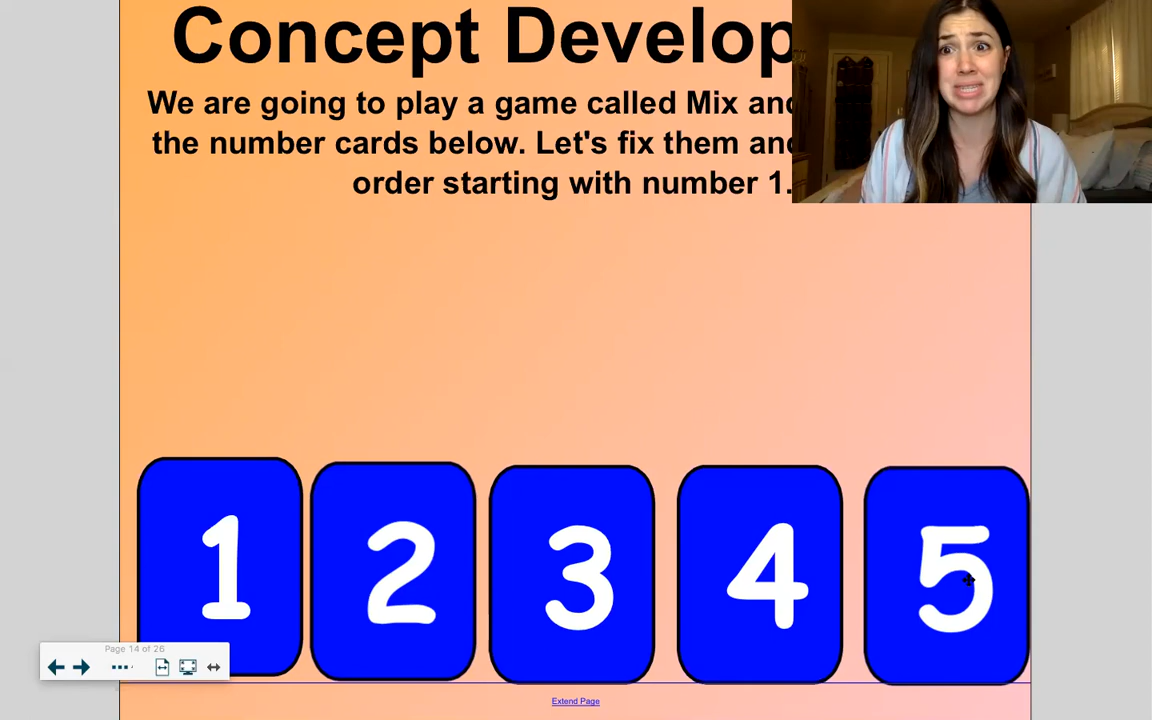 Concept Develop
We are going to play a game called Mix and
the number cards below. Let's fix them and
order starting with number 1.
1 2 3 4 5
Page 14 of 26
Extend Page